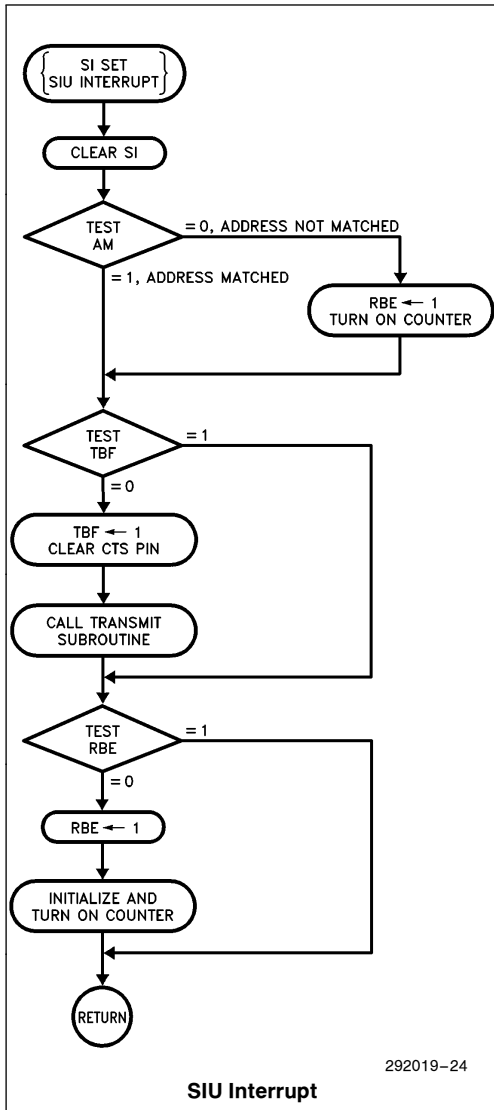 SI SET
SIU INTERRUPT
CLEAR SI
TEST
AM
= 0, ADDRESS NOT MATCHED
= 1, ADDRESS MATCHED
RBE ← 1
TURN ON COUNTER
TEST
TBF
= 1
= 0
TBF ← 1
CLEAR CTS PIN
CALL TRANSMIT
SUBROUTINE
TEST
RBE
= 1
= 0
RBE ← 1
INITIALIZE AND
TURN ON COUNTER
RETURN
292019–24
SIU Interrupt